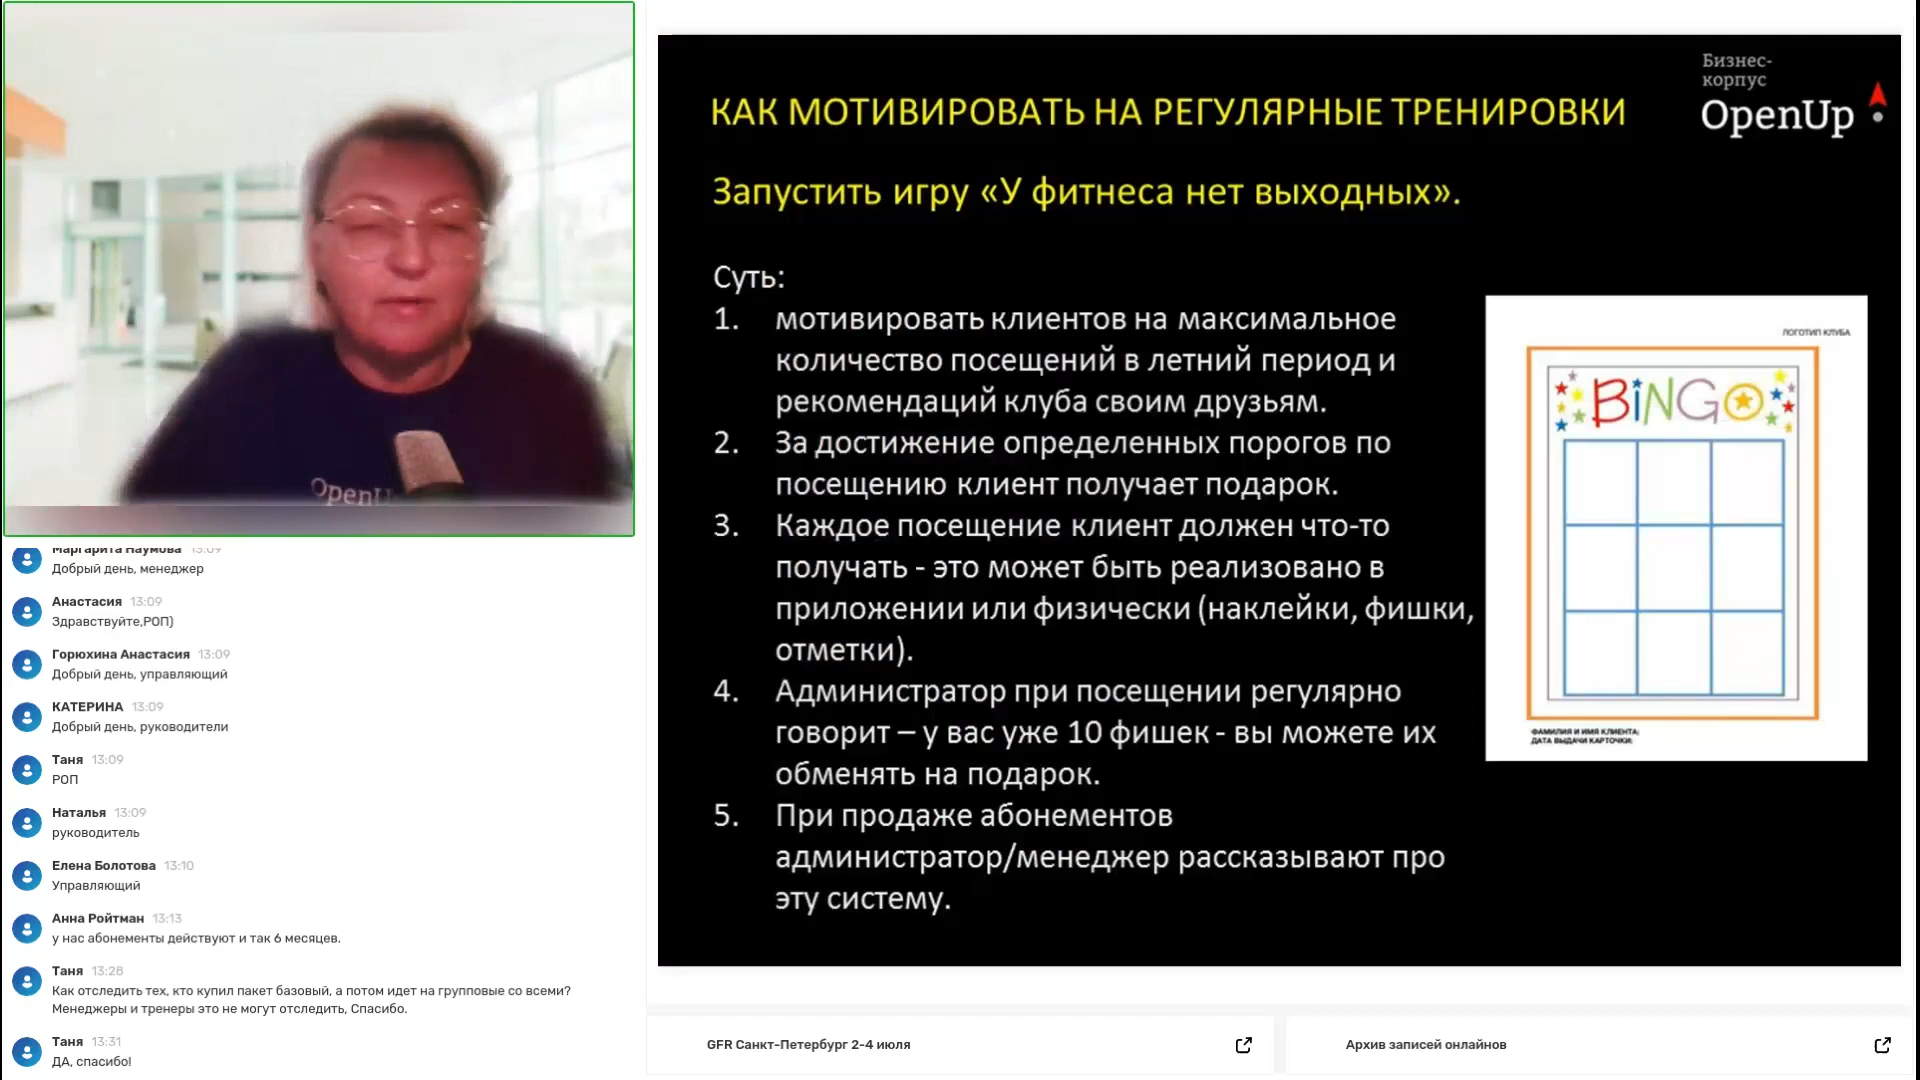 OpenU
Маргарита Наумова 13:09
Добрый день, менеджер
Анастасия 13:09
Здравствуйте,РОП)
Горюхина Анастасия 13:09
Добрый день, управляющий
КАТЕРИНА 13:09
Добрый день, руководители
Таня 13:09
РОП
Наталья 13:09
руководитель
Елена Болотова 13:10
Управляющий
Анна Ройтман 13:13
у нас абонементы действуют и так 6 месяцев.
Таня 13:28
Как отследить тех, кто купил пакет базовый, а потом идет на групповые со всеми?
Менеджеры и тренеры это не могут отследить, Спасибо.
Таня 13:31
ДА, спасибо!
Бизнес-
корпус
OpenUp
КАК МОТИВИРОВАТЬ НА РЕГУЛЯРНЫЕ ТРЕНИРОВКИ
Запустить игру «У фитнеса нет выходных».
Суть:
1. мотивировать клиентов на максимальное
количество посещений в летний период и
рекомендаций клуба своим друзьям.
2. За достижение определенных порогов по
посещению клиент получает подарок.
3. Каждое посещение клиент должен что-то
получать - это может быть реализовано в
приложении или физически (наклейки, фишки,
отметки).
4. Администратор при посещении регулярно
говорит – у вас уже 10 фишек - вы можете их
обменять на подарок.
5. При продаже абонементов
администратор/менеджер рассказывают про
эту систему.
ЛОГОТИП КЛУБА
BiNGO
ФАМИЛИЯ И ИМЯ КЛИЕНТА:
ДАТА ВЫДАЧИ КАРТОЧКИ:
GFR Санкт-Петербург 2-4 июля
Архив записей онлайнов